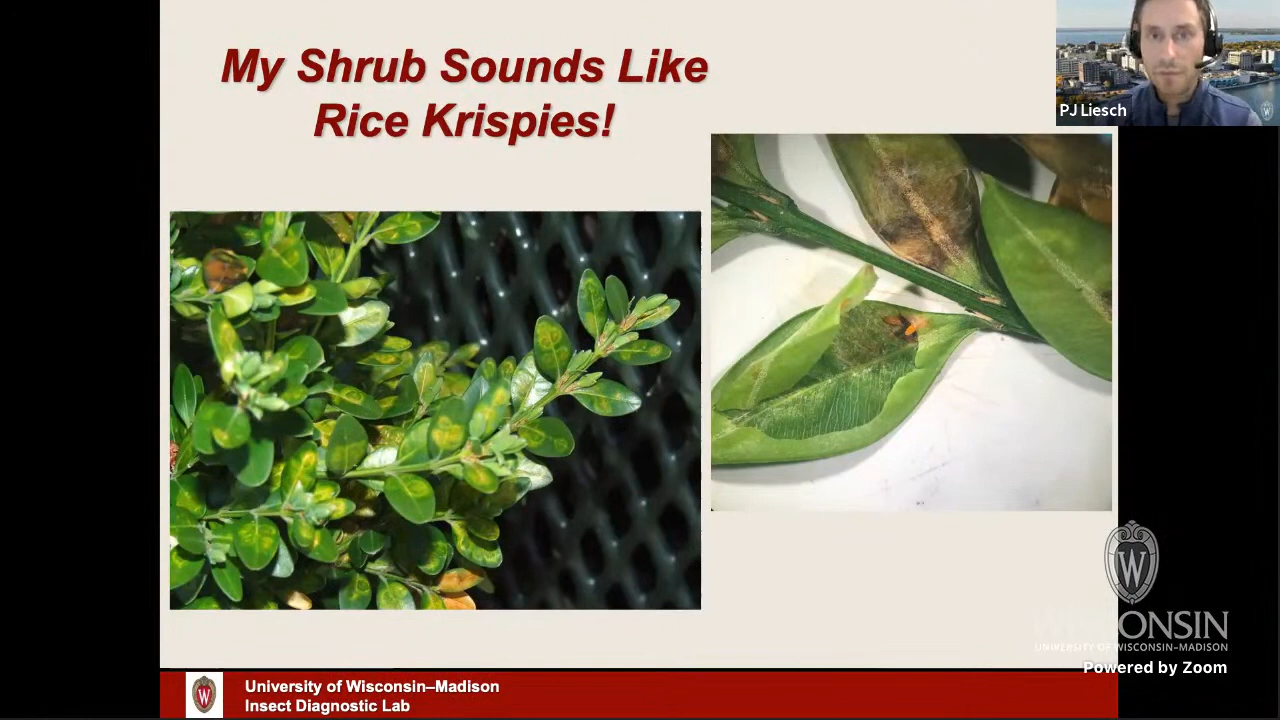 My Shrub Sounds Like
Rice Krispies!
PJ Liesch
W
WISCONSIN
UNIVERSITY OF WISCONSIN–MADISON
Powered by Zoom
W
University of Wisconsin–Madison
Insect Diagnostic Lab